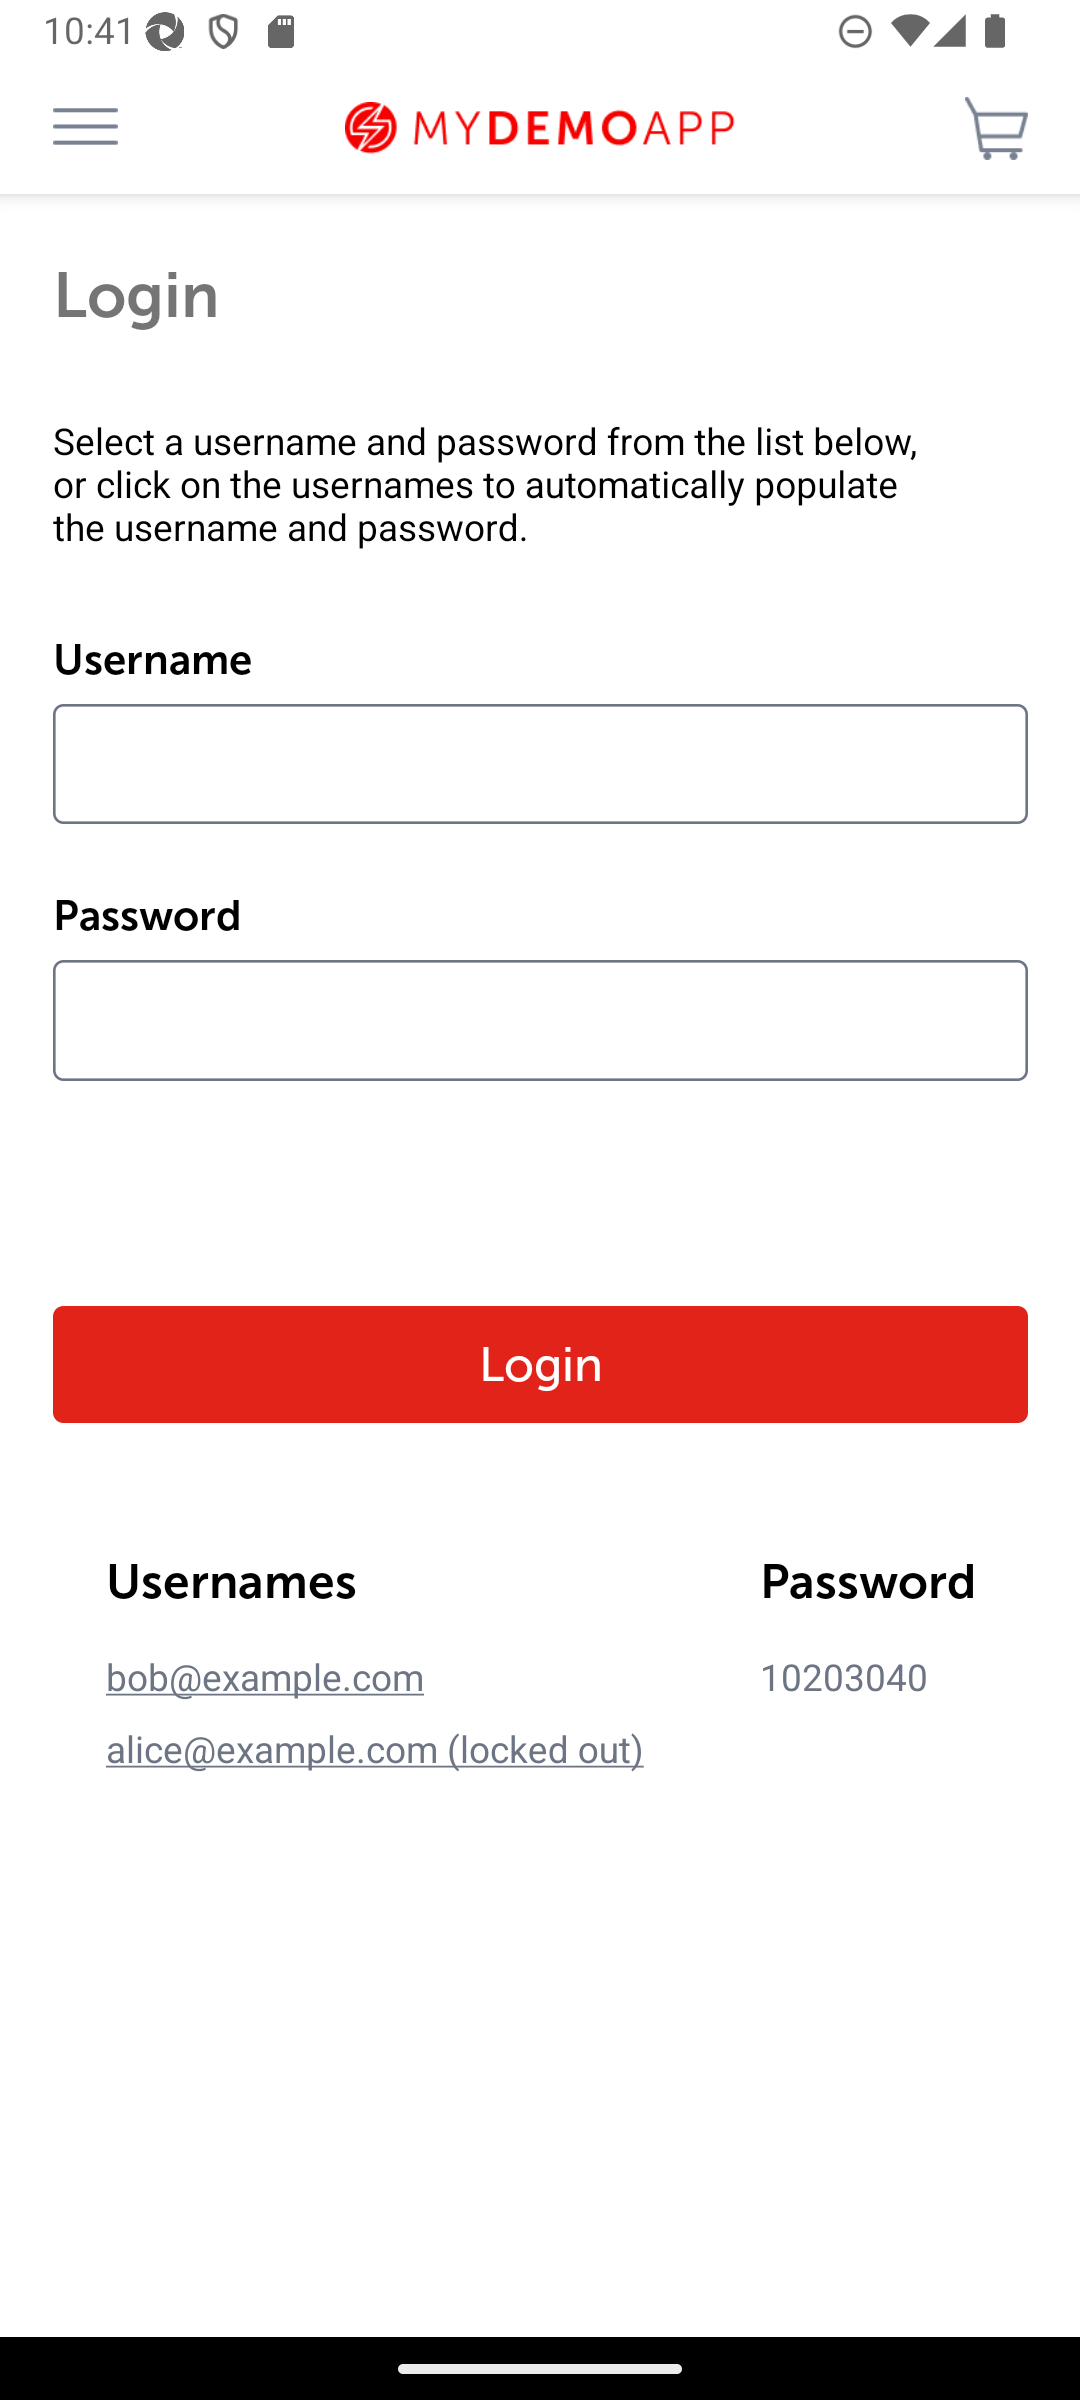 10:41
MYDEMOAPP
Login
Select a username and password from the list below,
or click on the usernames to automatically populate
the username and password.
Username
Password
Login
Usernames Password
bob@example.com 10203040
alice@example.com (locked out)